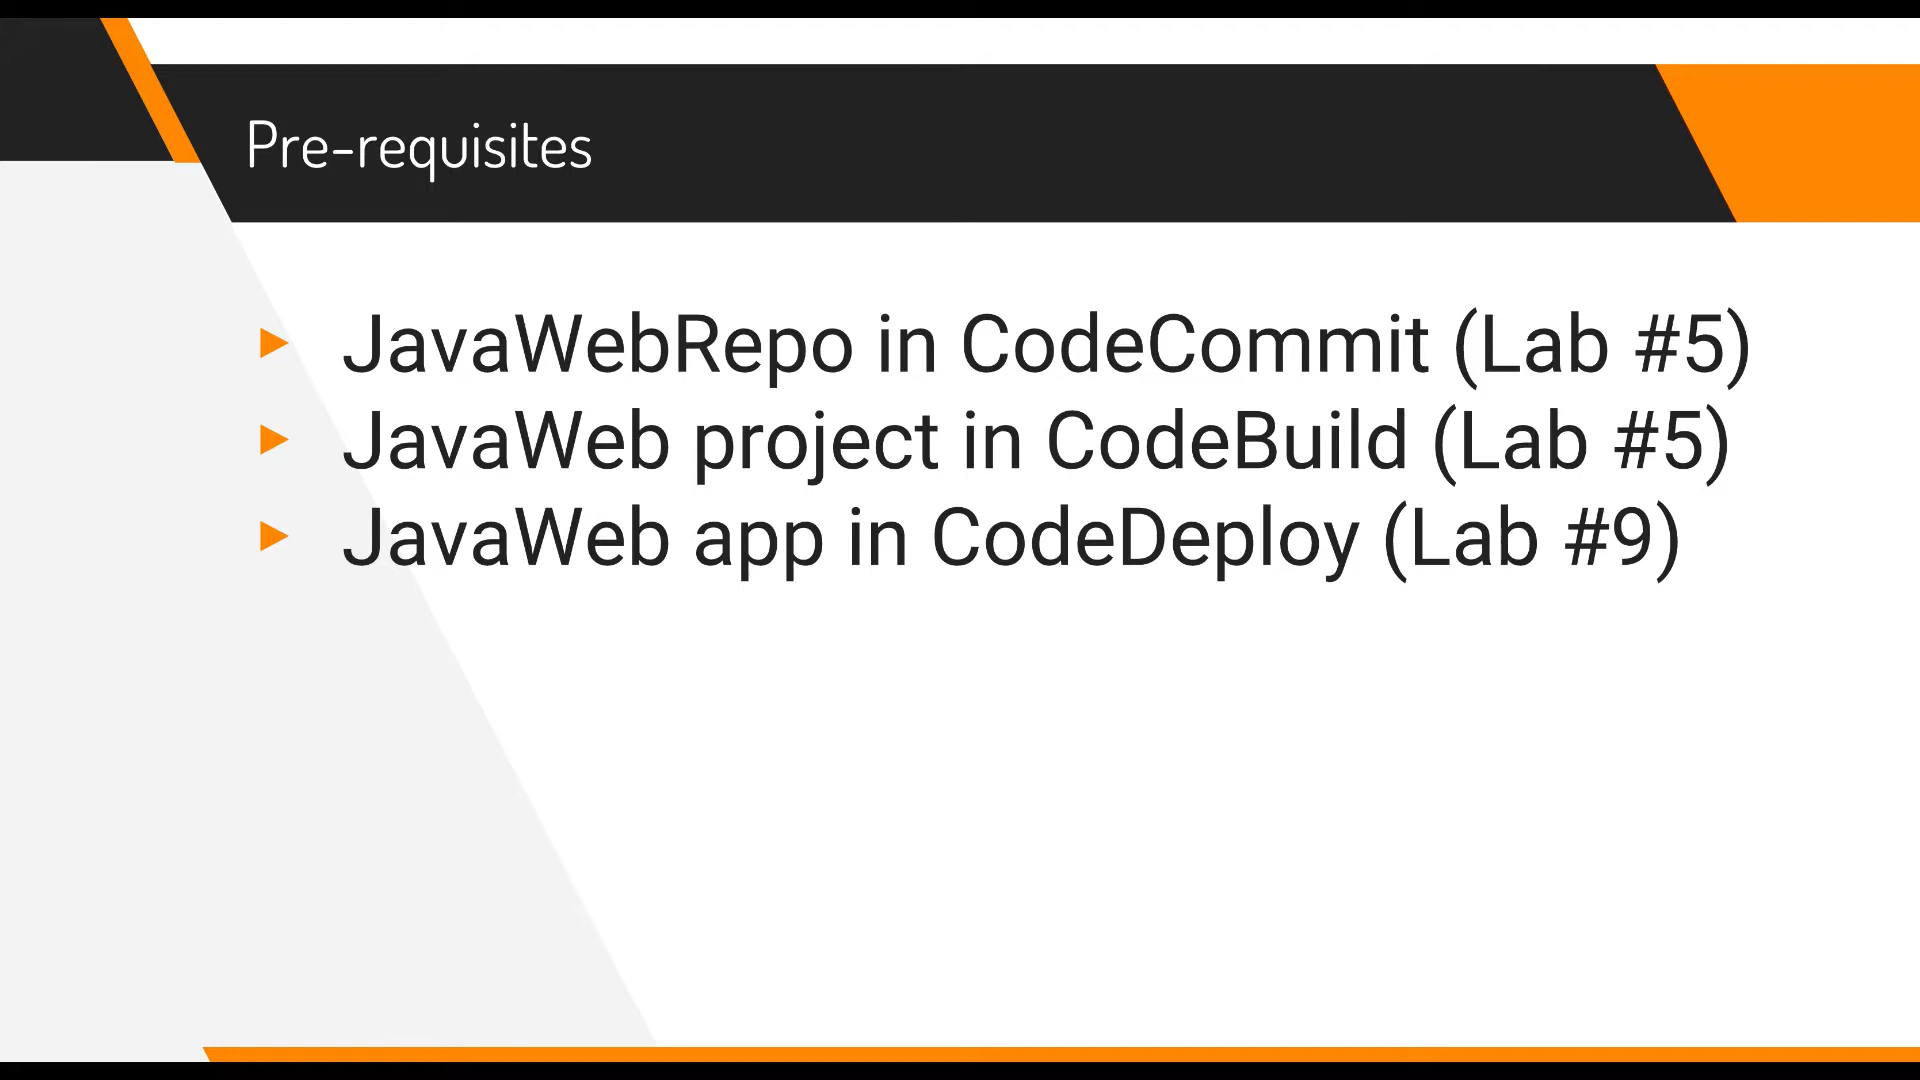 Pre-requisites
JavaWebRepo in CodeCommit (Lab #5)
JavaWeb project in CodeBuild (Lab #5)
JavaWeb app in CodeDeploy (Lab #9)